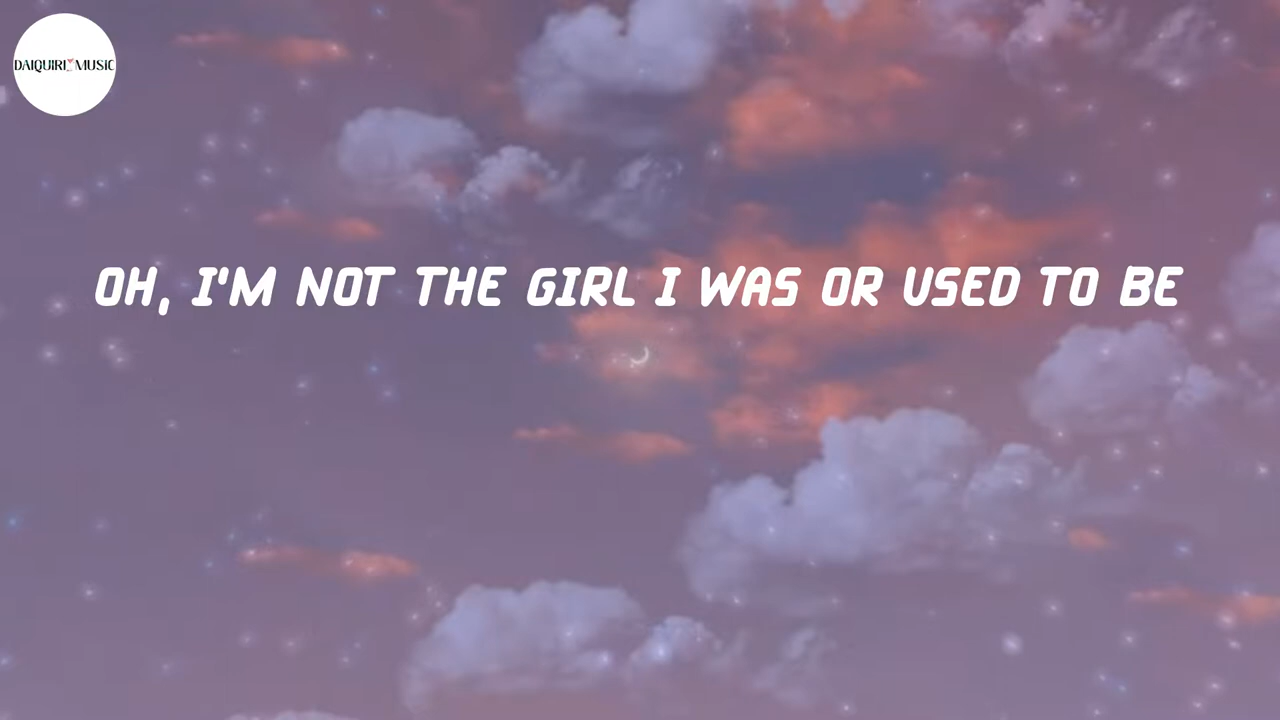 DAIQUIRI MUSIC
OH, I'M NOT THE GIRL I WAS OR USED TO BE